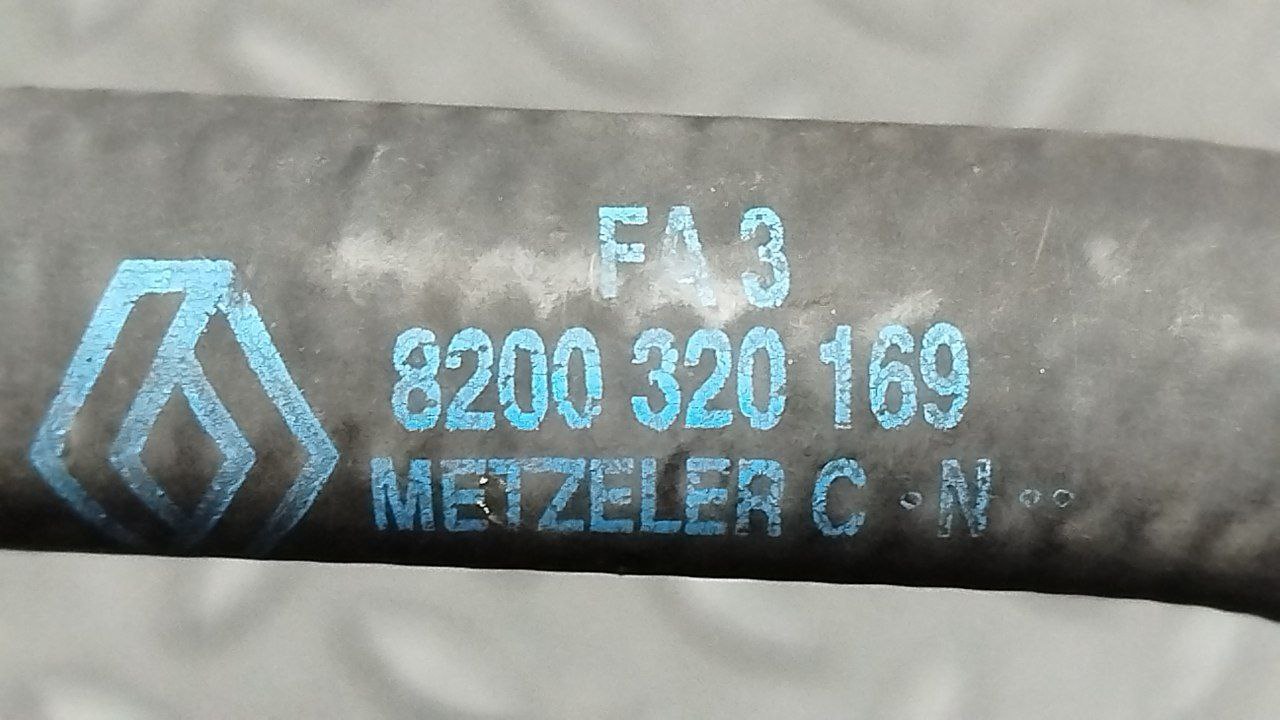 FA 3
8200 320 169
METZELER C · N ··